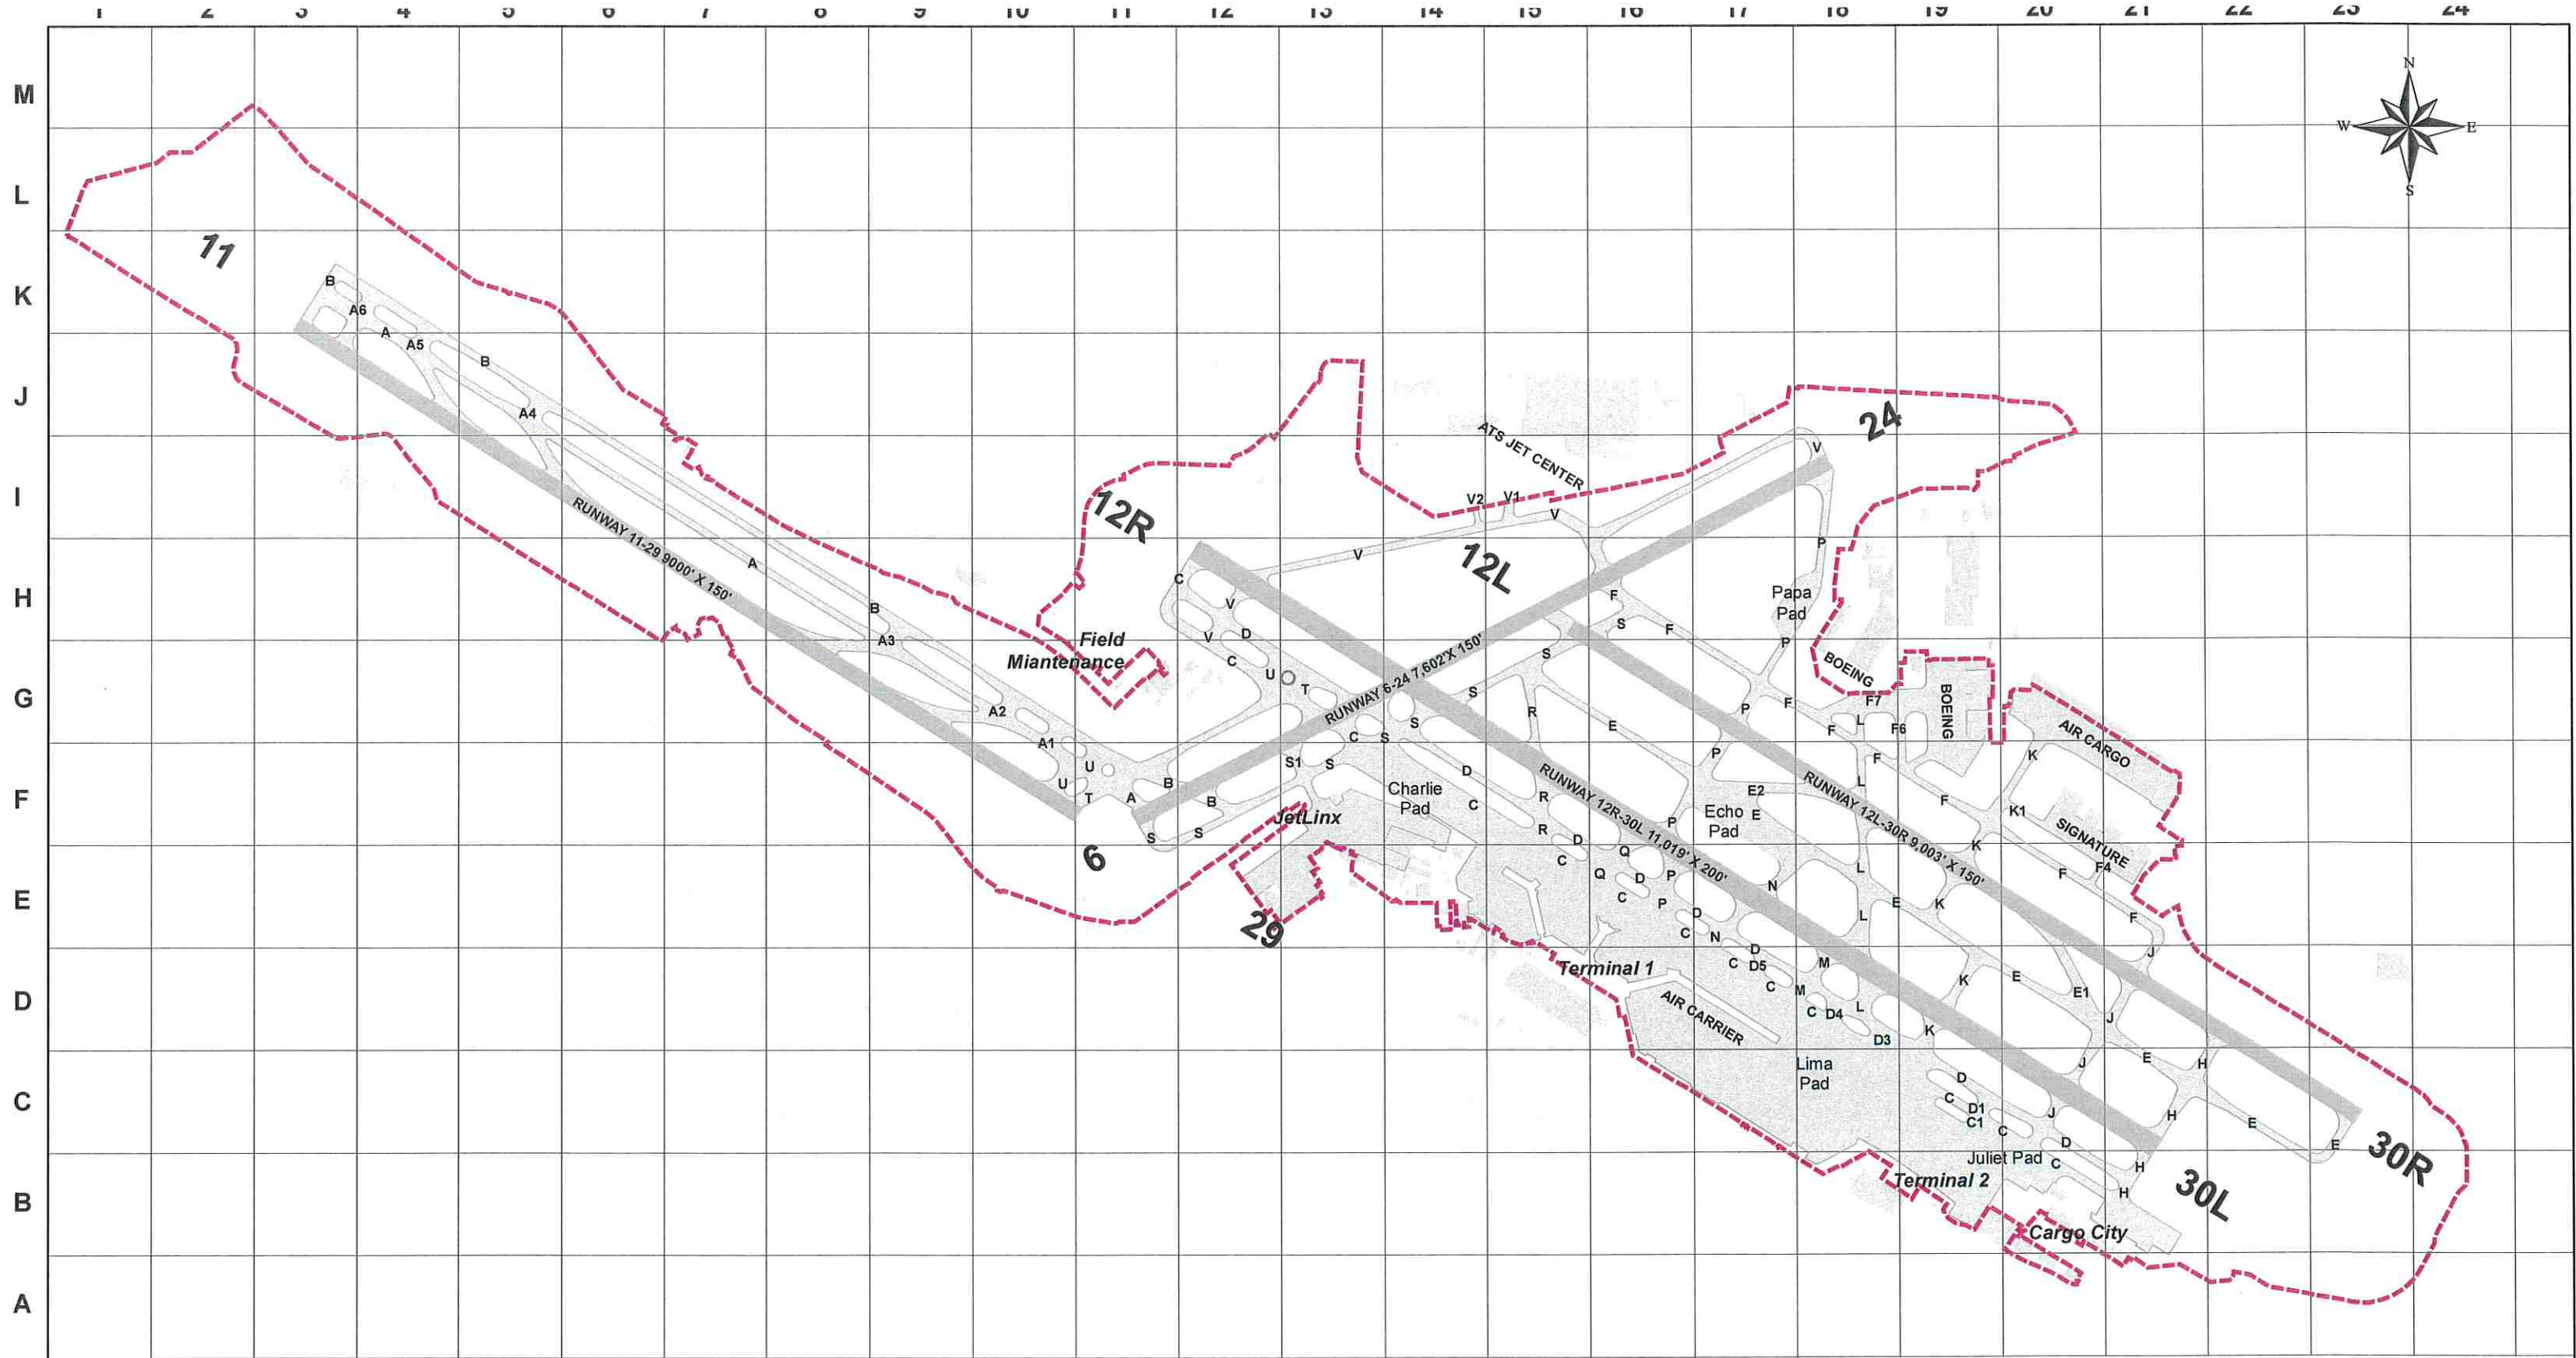 1 2 3 4 5 6 7 8 9 10 11 12 13 14 15 16 17 18 19 20 21 22 23 24
M
L
K
J
I
H
G
F
E
D
C
B
A
N
W E
S
11
B
A6
A
A5
B
A4
RUNWAY 11-29 9000' X 150'
A
B
A3
A2
A1
U
U
T
A
B
B
S
S
6
29
Field
Miantenance
12R
C
V
V
D
C
U
T
V
V2
V1
V
ATS JET CENTER
12L
24
V
P
Papa
Pad
P
RUNWAY 6-24 7,602'X 150'
F
S
F
S
S
S
C
S
S1
S
R
E
P
P
F
BOEING
F7
L
F
F6
BOEING
F
L
AIR CARGO
K
K1
SIGNATURE
F
K
F
F4
F
J
JetLinx
Charlie
Pad
D
C
R
R
D
C
RUNWAY 12R-30L 11,019' X 200'
RUNWAY 12L-30R 9,003' X 150'
E2
Echo
Pad
E
P
Q
Q
D
C
P
P
N
L
L
E
K
D
C
N
D
C
D5
C
M
M
C
D4
L
D3
K
K
E
E1
J
J
E
H
Terminal 1
AIR CARRIER
Lima
Pad
D
C
D1
C1
C
J
D
C
Juliet Pad
H
H
H
E
E
Terminal 2
Cargo City
30L
30R